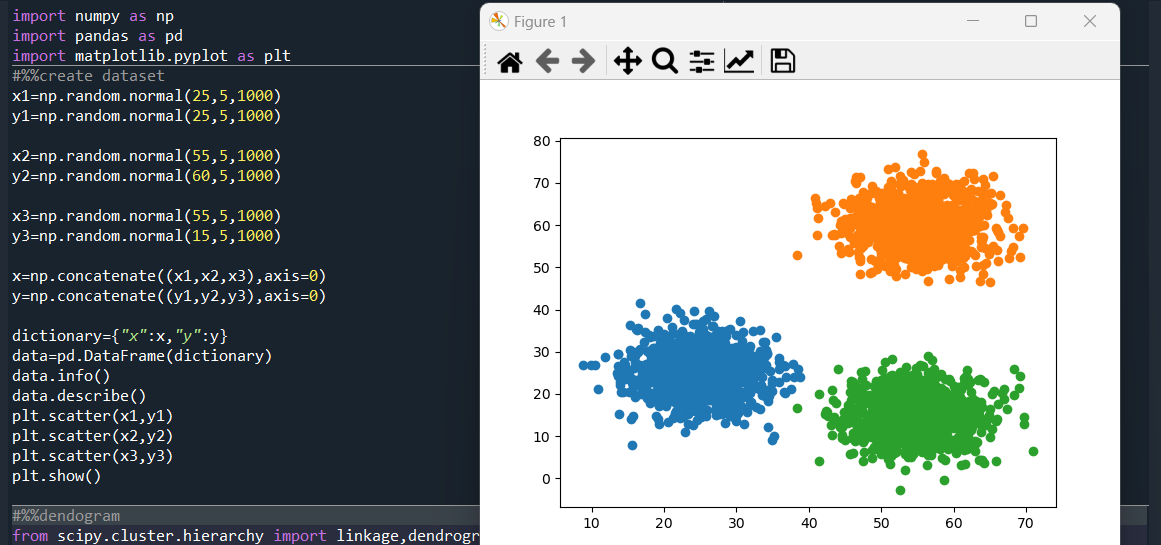 import numpy as np
import pandas as pd
import matplotlib.pyplot as plt
#%%create dataset
x1=np.random.normal(25,5,1000)
y1=np.random.normal(25,5,1000)
x2=np.random.normal(55,5,1000)
y2=np.random.normal(60,5,1000)
x3=np.random.normal(55,5,1000)
y3=np.random.normal(15,5,1000)
x=np.concatenate((x1,x2,x3),axis=0)
y=np.concatenate((y1,y2,y3),axis=0)
dictionary={"x":x,"y":y}
data=pd.DataFrame(dictionary)
data.info()
data.describe()
plt.scatter(x1,y1)
plt.scatter(x2,y2)
plt.scatter(x3,y3)
plt.show()
#%%dendogram
from scipy.cluster.hierarchy import linkage,dendrogr
Figure 1
80
70
60
50
40
30
20
10
0
10 20 30 40 50 60 70